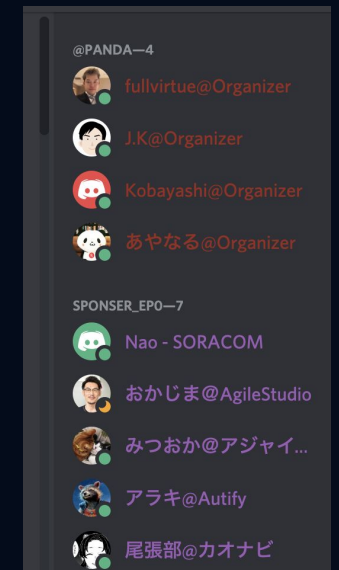 @PANDA—4
fullvirtue@Organizer
J.K@Organizer
Kobayashi@Organizer
あやなる@Organizer
SPONSER_EP0—7
Nao - SORACOM
おかじま@AgileStudio
みつおか@アジャイ...
アラキ@Autify
尾張部@カオナビ